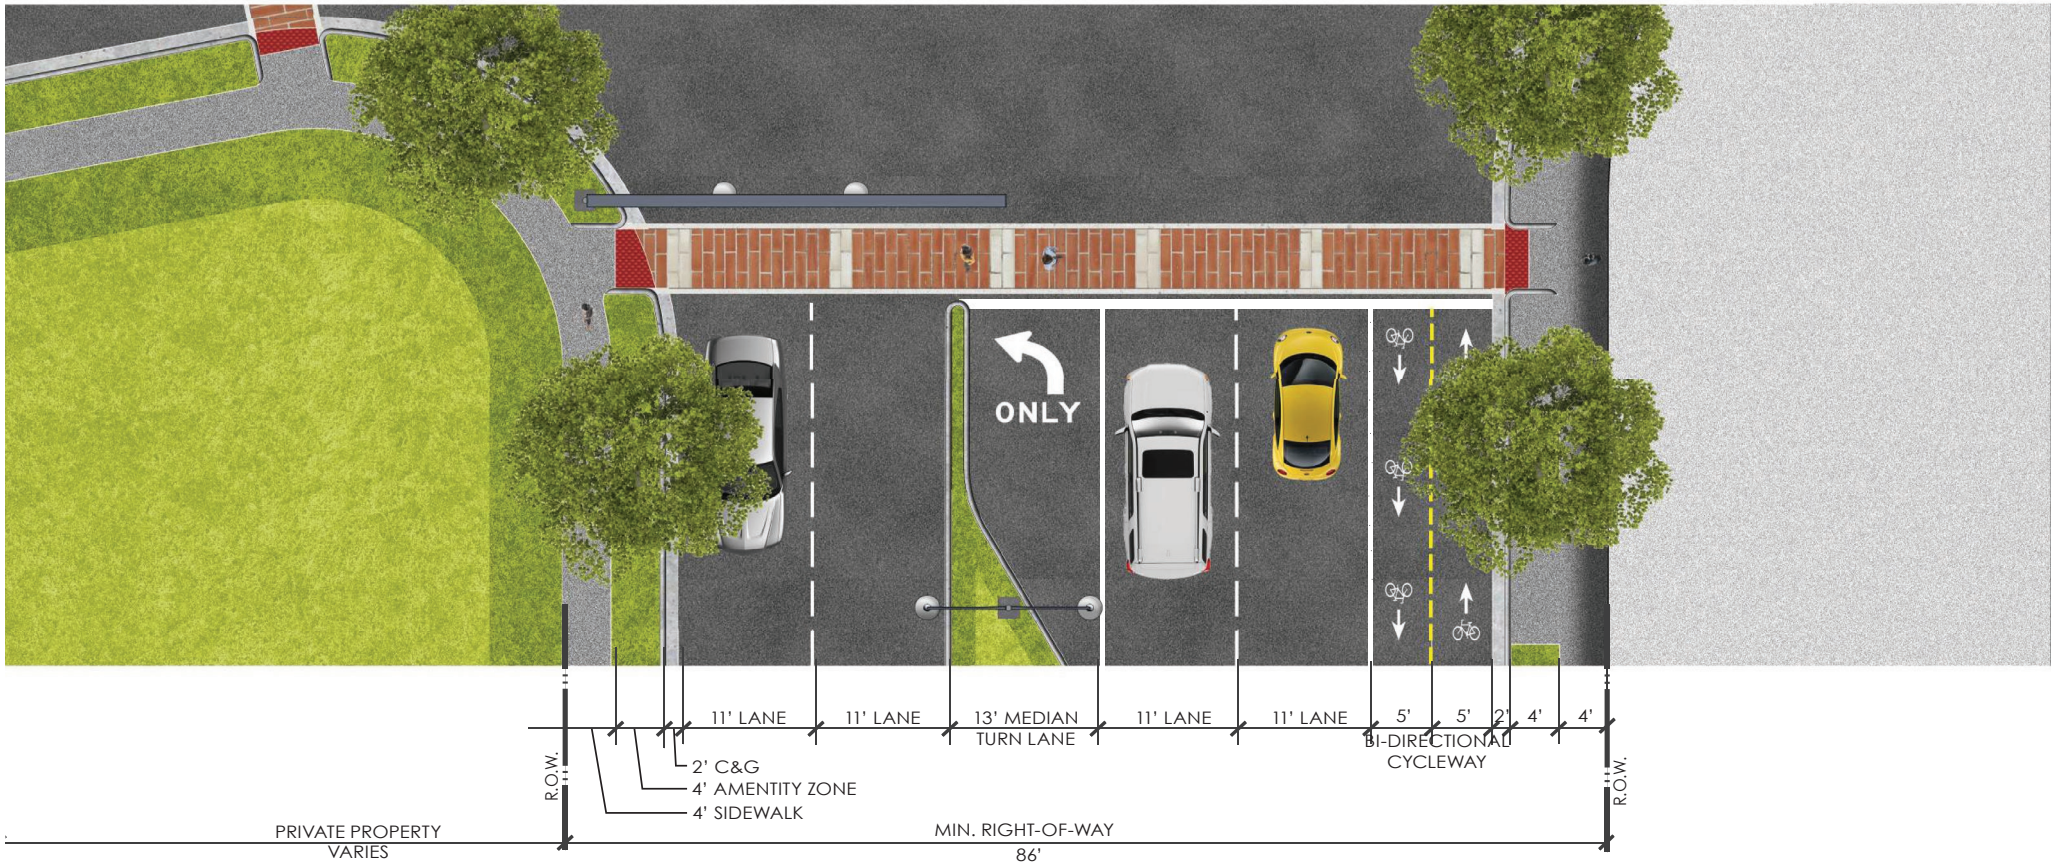 ONLY
11’ LANE
11’ LANE
13’ MEDIAN
TURN LANE
11’ LANE
11’ LANE
5’
5’
2’
4’
4’
BI-DIRECTIONAL
CYCLEWAY
2’ C&G
4’ AMENTITY ZONE
4’ SIDEWALK
R.O.W.
R.O.W.
PRIVATE PROPERTY
VARIES
MIN. RIGHT-OF-WAY
86’